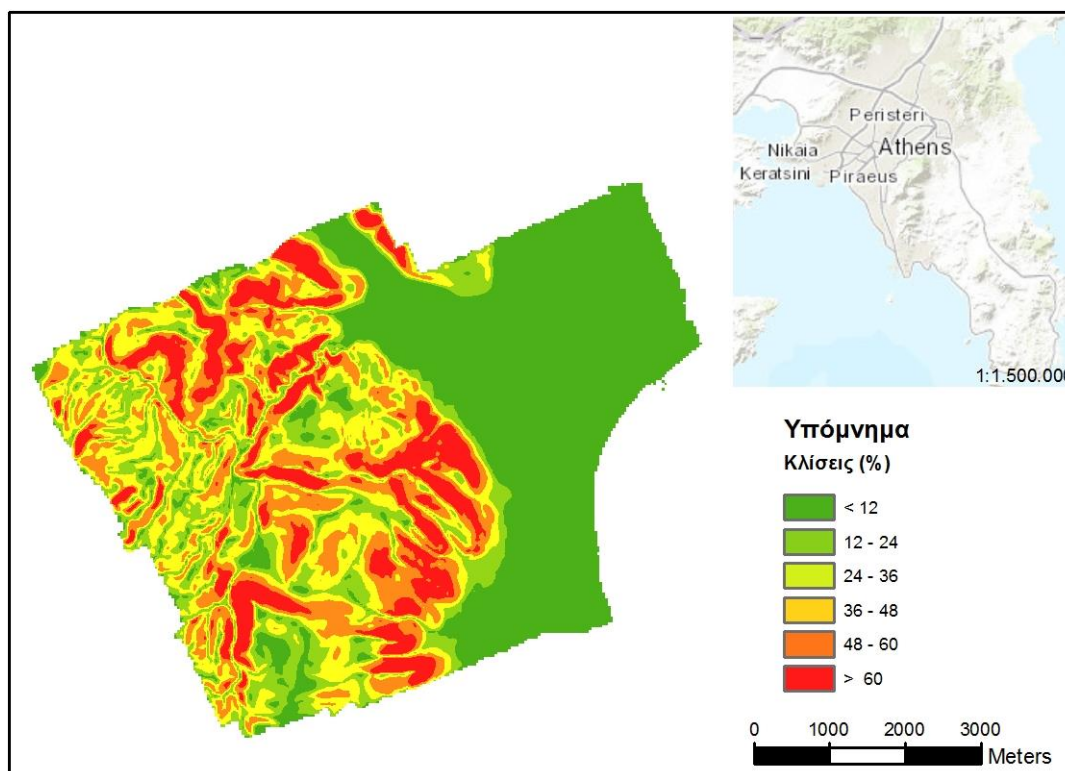 Peristeri
Nikaia
Athens
Keratsini
Piraeus
1:1.500.000
Υπόμνημα
Κλίσεις (%)
< 12
12 - 24
24 - 36
36 - 48
48 - 60
> 60
0 1000 2000 3000
Meters